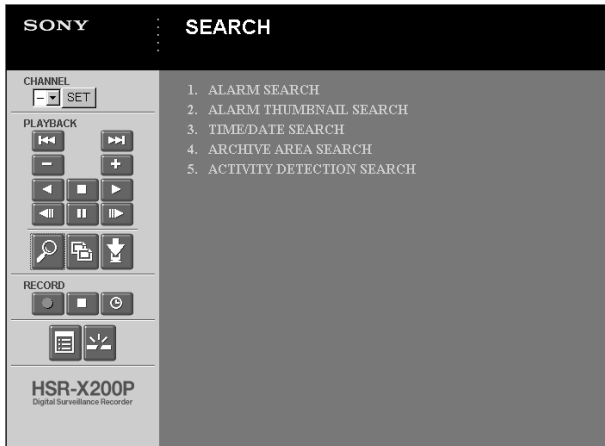 SONY
SEARCH
CHANNEL
- SET
PLAYBACK
RECORD
HSR-X200P
Digital Surveillance Recorder
1. ALARM SEARCH
2. ALARM THUMBNAIL SEARCH
3. TIME/DATE SEARCH
4. ARCHIVE AREA SEARCH
5. ACTIVITY DETECTION SEARCH